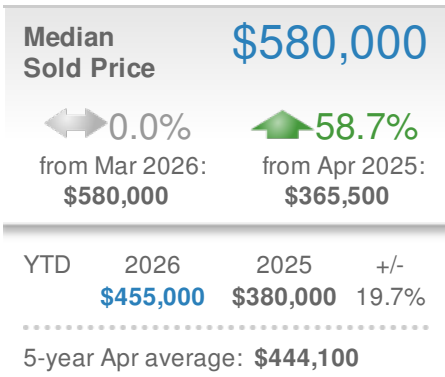 Median
Sold Price
$580,000
0.0%
from Mar 2026:
$580,000
58.7%
from Apr 2025:
$365,500
YTD 2026 2025 +/-
$455,000 $380,000 19.7%
5-year Apr average: $444,100